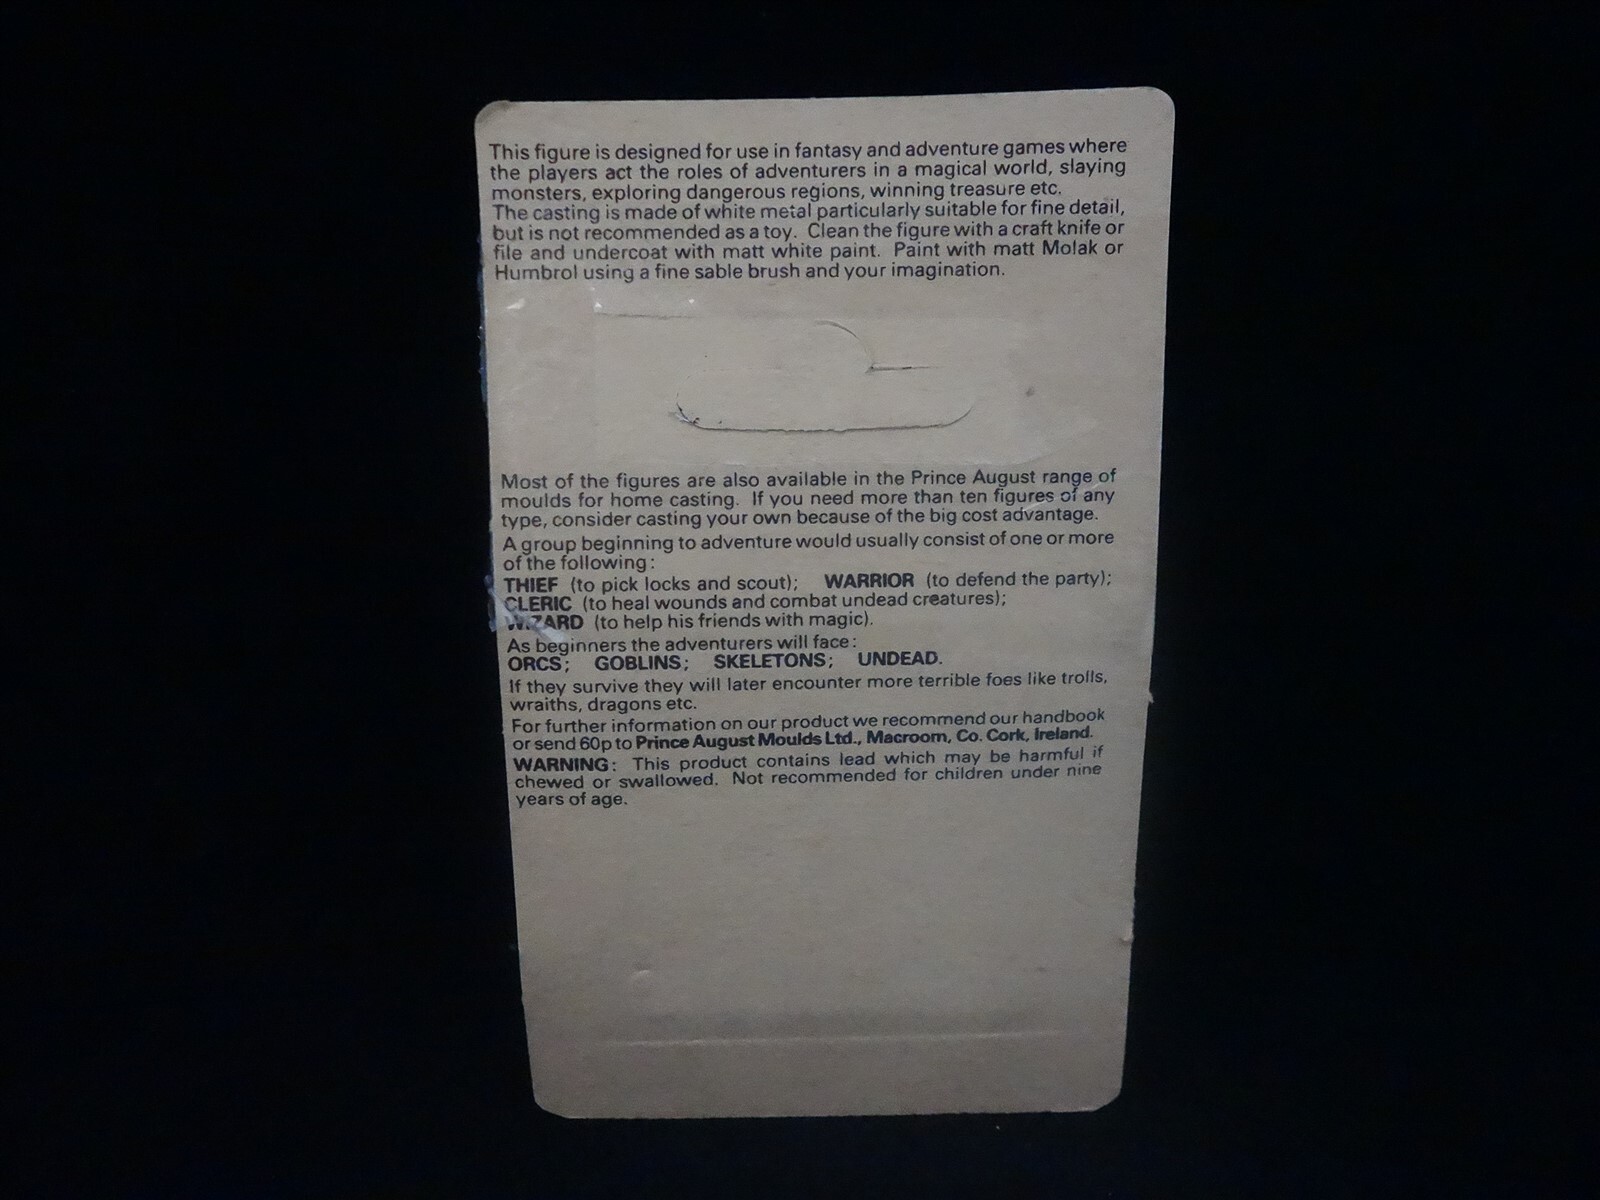 This figure is designed for use in fantasy and adventure games where
the players act the roles of adventurers in a magical world, slaying
monsters, exploring dangerous regions, winning treasure etc.
The casting is made of white metal particularly suitable for fine detail,
but is not recommended as a toy. Clean the figure with a craft knife or
file and undercoat with matt white paint. Paint with matt Molak or
Humbrol using a fine sable brush and your imagination.
Most of the figures are also available in the Prince August range of
moulds for home casting. If you need more than ten figures of any
type, consider casting your own because of the big cost advantage.
A group beginning to adventure would usually consist of one or more
of the following:
THIEF (to pick locks and scout); WARRIOR (to defend the party);
CLERIC (to heal wounds and combat undead creatures);
WIZARD (to help his friends with magic).
As beginners the adventurers will face:
ORCS; GOBLINS; SKELETONS; UNDEAD.
If they survive they will later encounter more terrible foes like trolls,
wraiths, dragons etc.
For further information on our product we recommend our handbook
or send 60p to Prince August Moulds Ltd., Macroom, Co. Cork, Ireland.
WARNING: This product contains lead which may be harmful if
chewed or swallowed. Not recommended for children under nine
years of age.